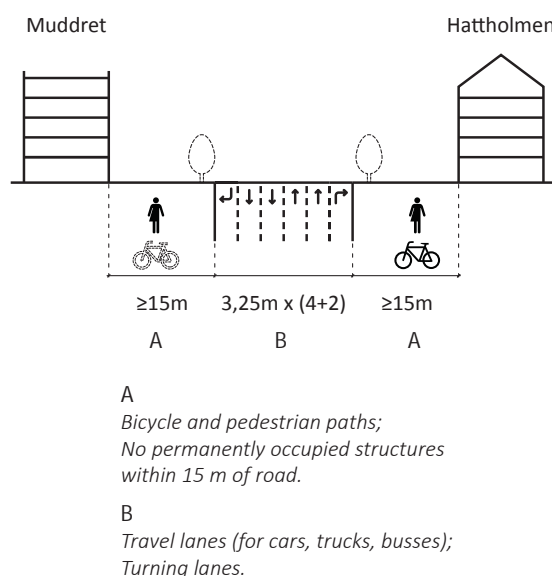 Muddret Hattholmen
≥15m 3,25m x (4+2) ≥15m
A B A
A
Bicycle and pedestrian paths;
No permanently occupied structures
within 15 m of road.
B
Travel lanes (for cars, trucks, busses);
Turning lanes.